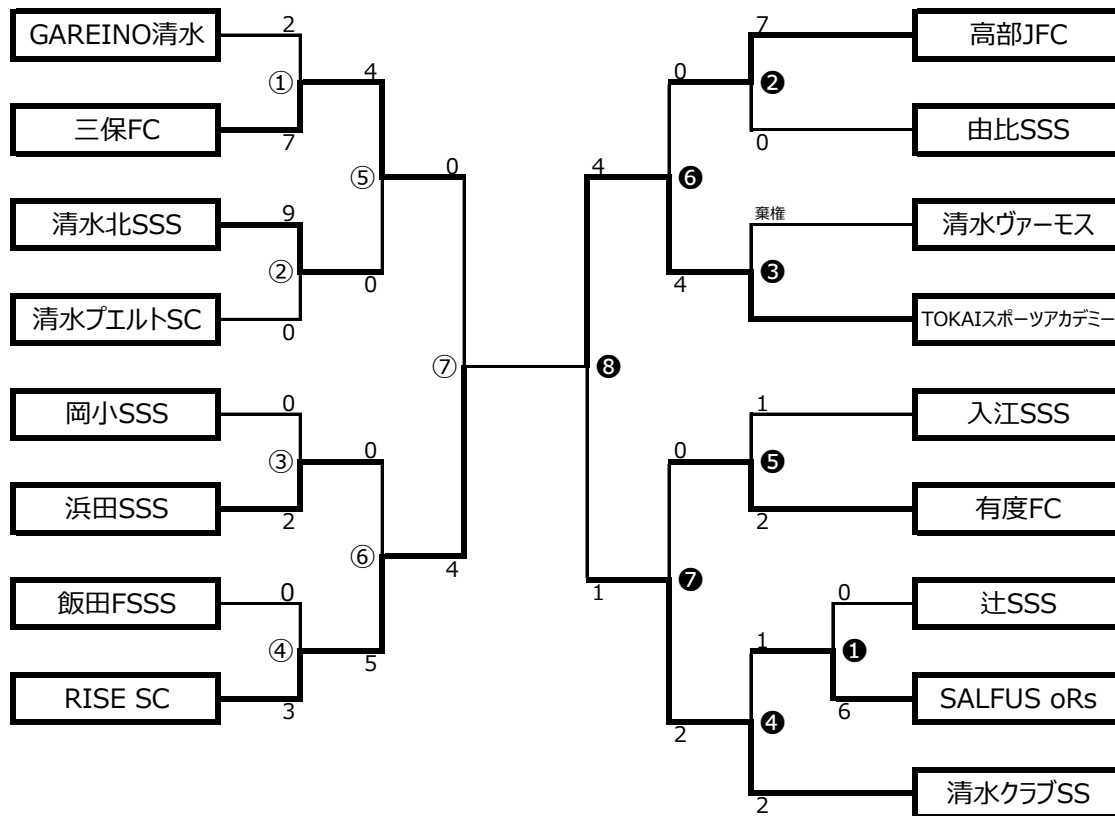 GAREINO清水
2
①
4
三保FC
7
⑤
0
清水北SSS
9
②
0
清水プエルトSC
0
⑦
岡小SSS
0
③
0
浜田SSS
2
⑥
4
飯田FSSS
0
④
5
RISE SC
3
7
高部JFC
0
❷
由比SSS
0
4
❻
棄権
清水ヴァーモス
❸
4
TOKAIスポーツアカデミー
❽
1
入江SSS
0
❺
有度FC
2
1
❼
0
辻SSS
1
❶
SALFUS oRs
6
2
❹
清水クラブSS
2